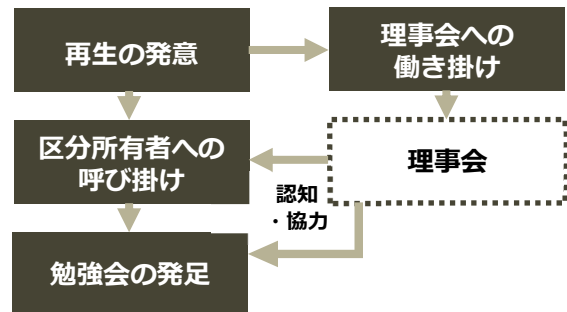 再生の発意
理事会への
働き掛け
区分所有者への
呼び掛け
理事会
認知
・協力
勉強会の発足